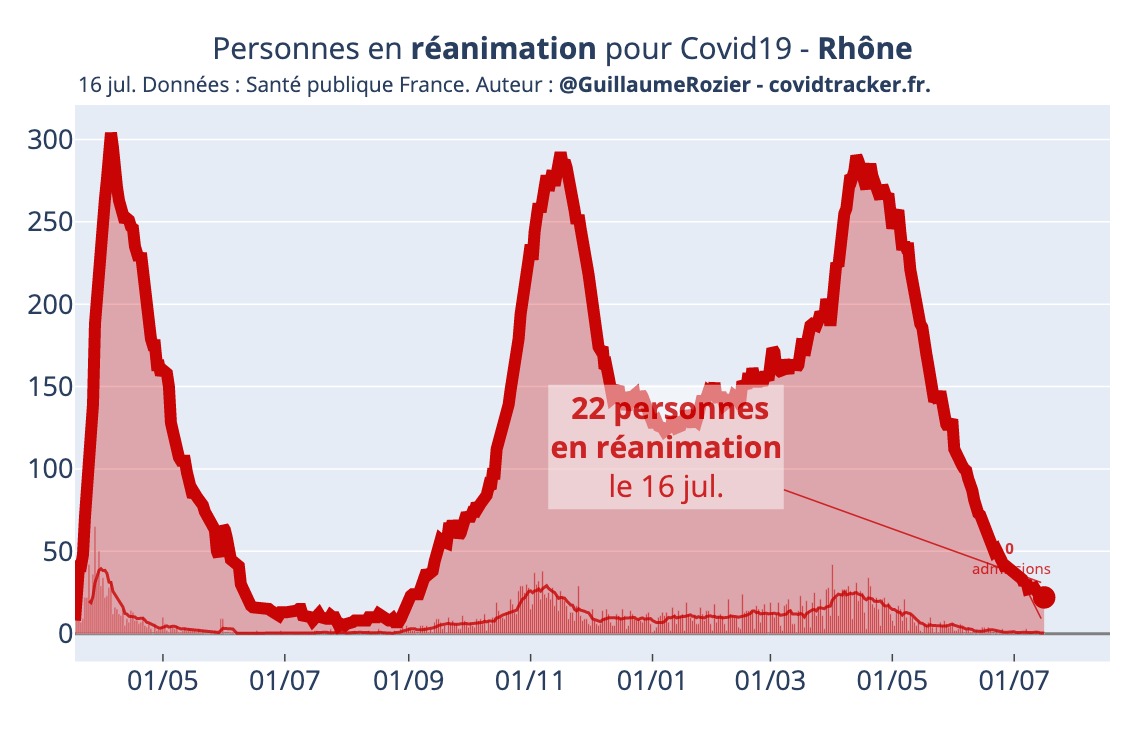 Personnes en réanimation pour Covid19 - Rhône
16 jul. Données : Santé publique France. Auteur : @GuillaumeRozier - covidtracker.fr.
300
250
200
150
100
50
0
22 personnes
en réanimation
le 16 jul.
0
admissions
01/05
01/07
01/09
01/11
01/01
01/03
01/05
01/07